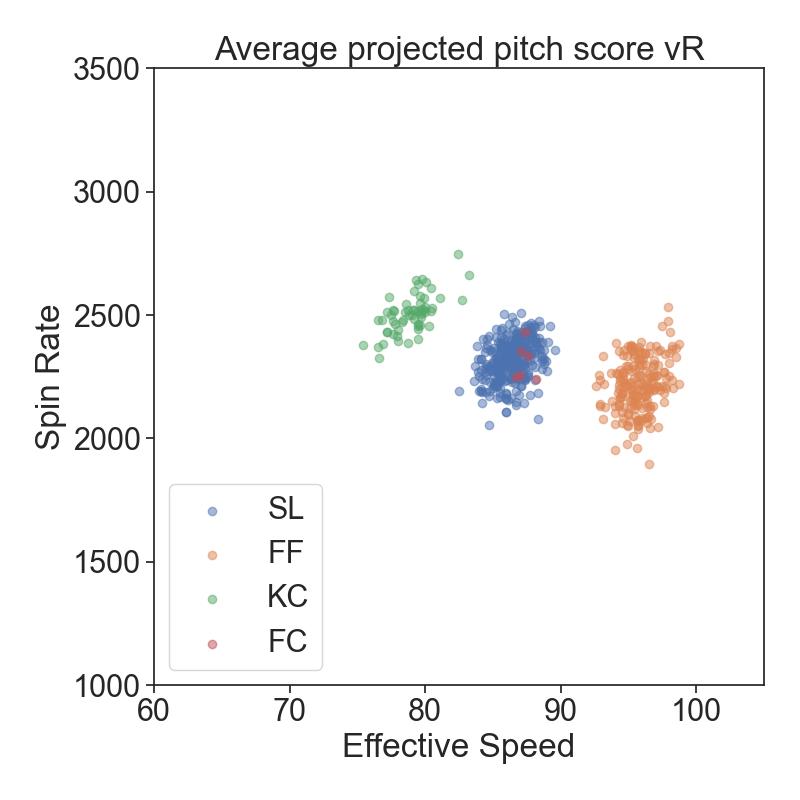 Average projected pitch score vR
3500
3000
2500
2000
1500
1000
Spin Rate
SL
FF
KC
FC
60 70 80 90 100
Effective Speed